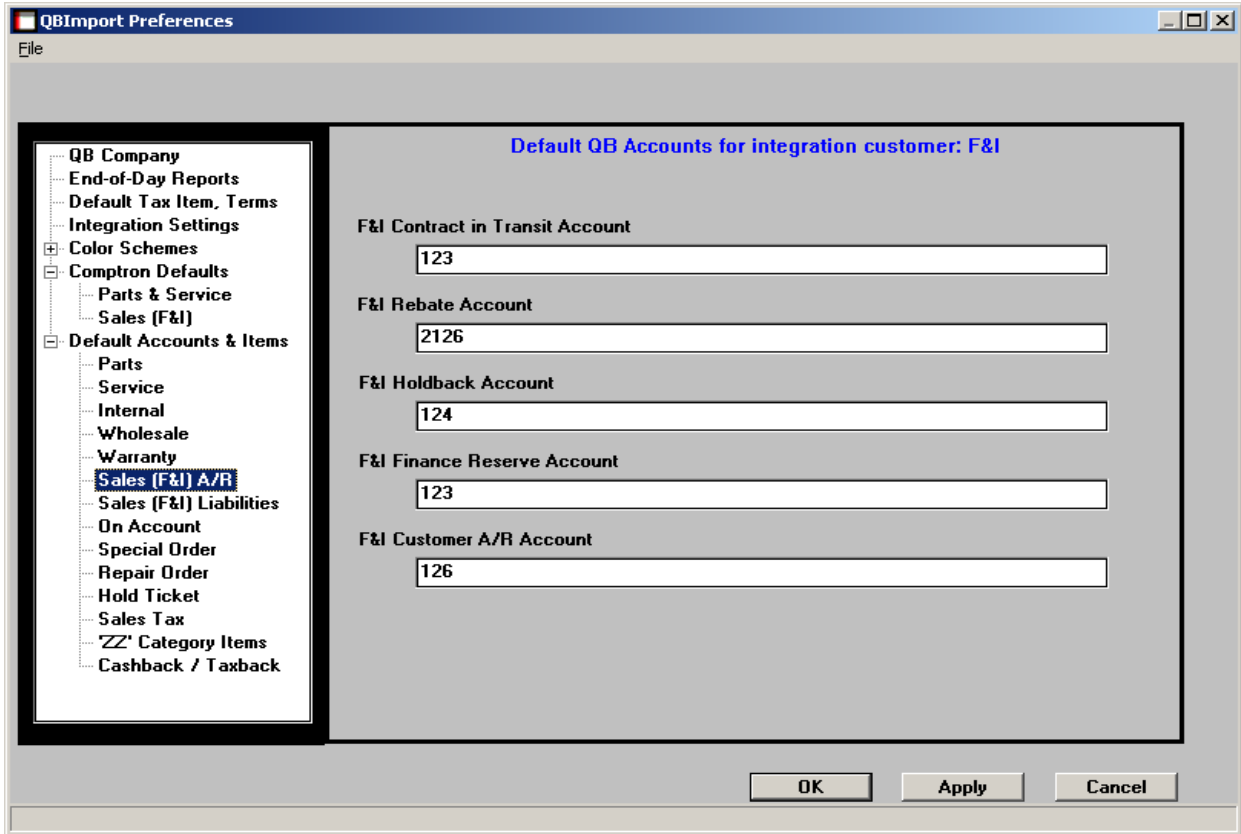 QBImport Preferences
File
QB Company
End-of-Day Reports
Default Tax Item, Terms
Integration Settings
Color Schemes
Comptron Defaults
Parts & Service
Sales (F&I)
Default Accounts & Items
Parts
Service
Internal
Wholesale
Warranty
Sales (F&I) A/R
Sales (F&I) Liabilities
On Account
Special Order
Repair Order
Hold Ticket
Sales Tax
'ZZ' Category Items
Cashback / Taxback
Default QB Accounts for integration customer: F&I
F&I Contract in Transit Account
123
F&I Rebate Account
2126
F&I Holdback Account
124
F&I Finance Reserve Account
123
F&I Customer A/R Account
126
OK Apply Cancel